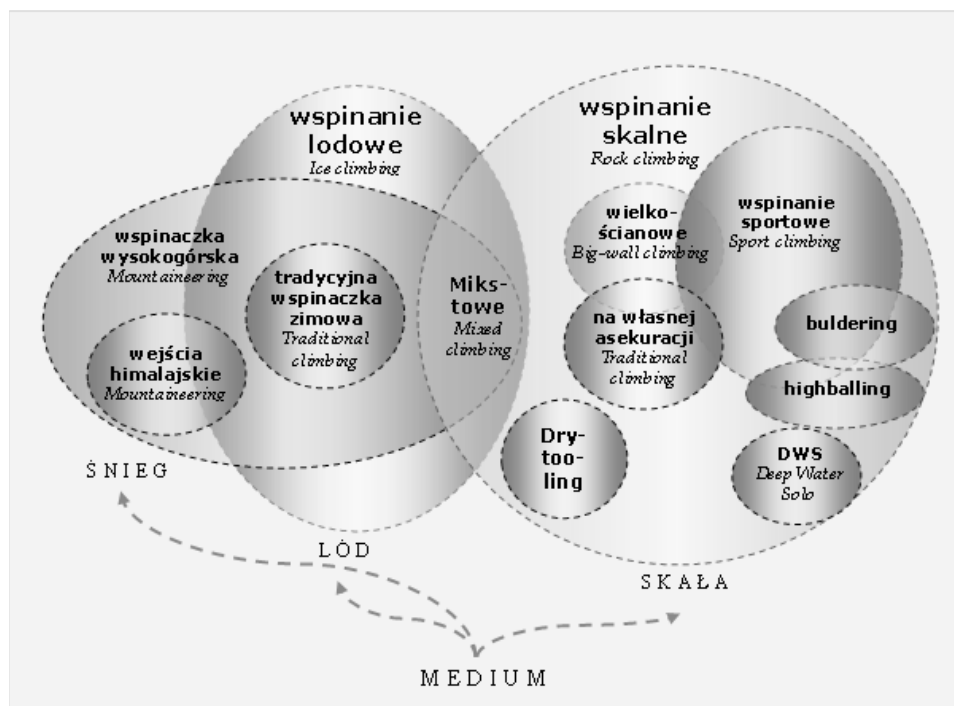 wspinanie
lodowe
Ice climbing
wspinanie
skalne
Rock climbing
wspinaczka
wysokogórska
Mountaineering
tradycyjna
wspinaczka
zimowa
Traditional
climbing
wejścia
himalajskie
Mountaineering
Miks-
towe
Mixed
climbing
wielko-
ścianowe
Big-wall climbing
wspinanie
sportowe
Sport climbing
na własnej
asekuracji
Traditional
climbing
buldering
highballing
Dry-
too-
ling
DWS
Deep Water
Solo
ŚNIEG
LÓD
SKAŁA
MEDIUM